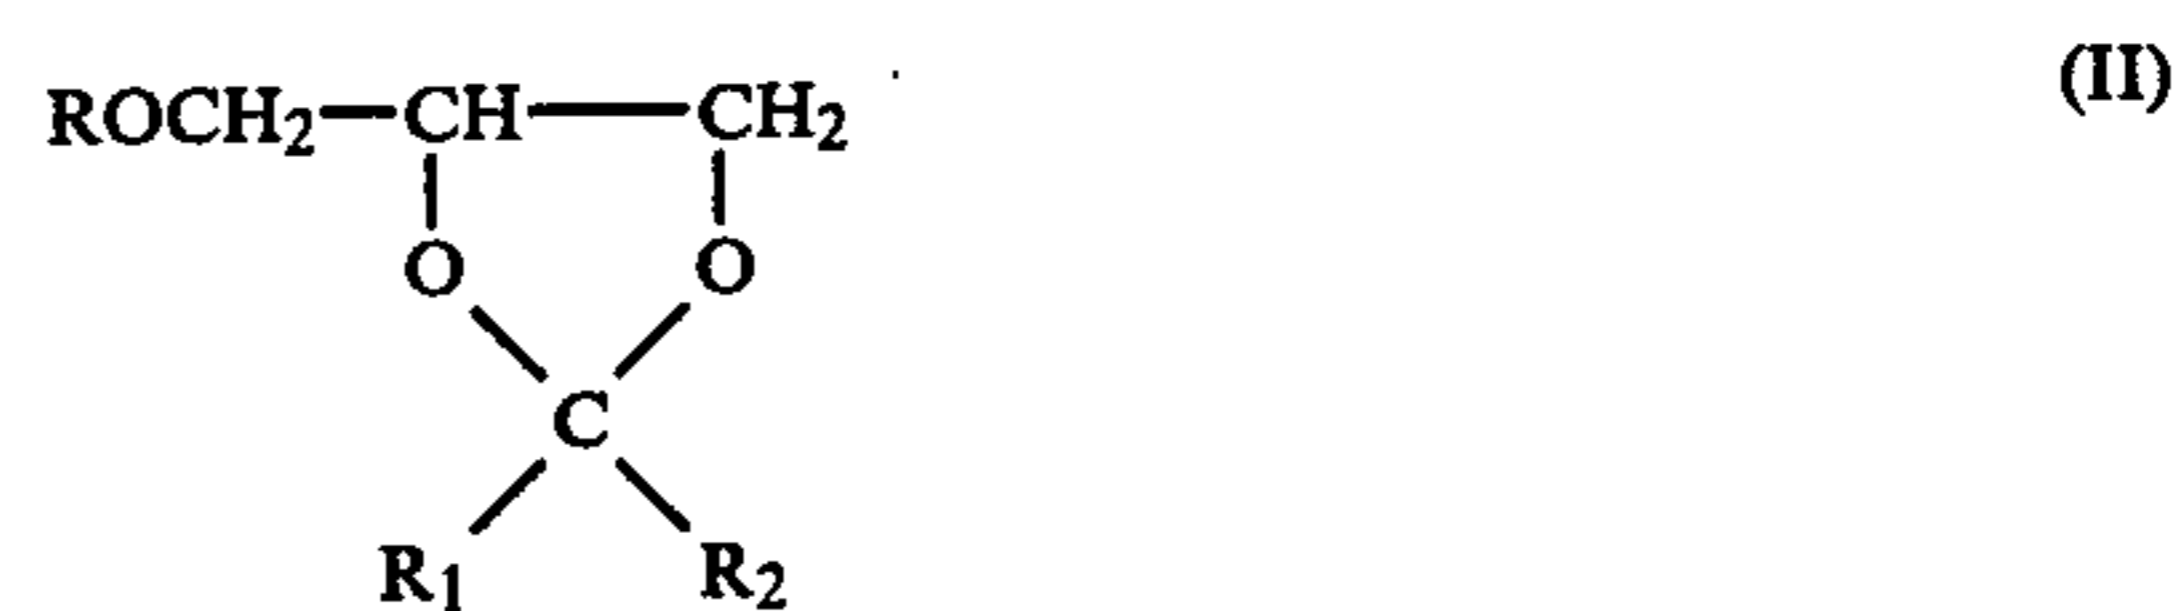 ROCH2—CH—CH2 (II)
O O
C
R1 R2